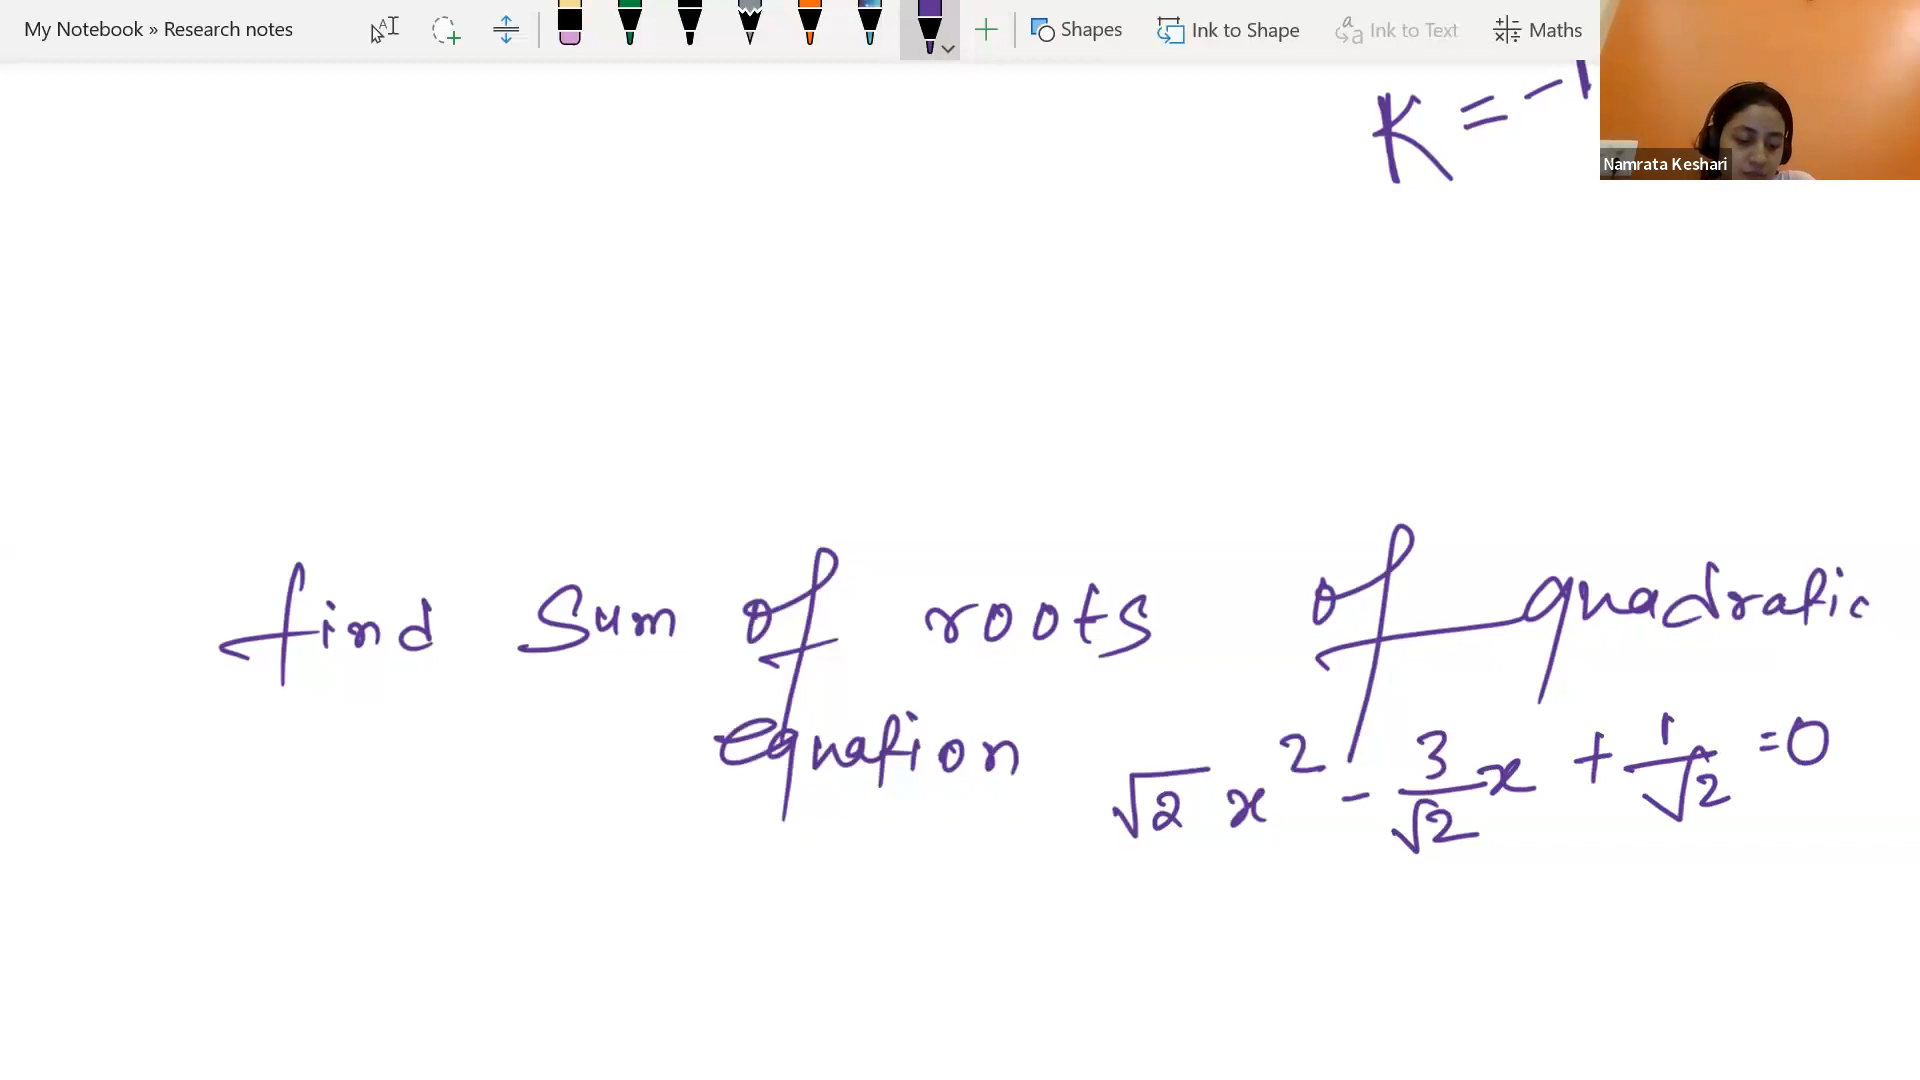 My Notebook » Research notes
Shapes
Ink to Shape
Ink to Text
Maths
K = -1
Namrata Keshari
find sum of roots of quadratic
equation √2 x² - 3/√2 x + 1/√2 = 0